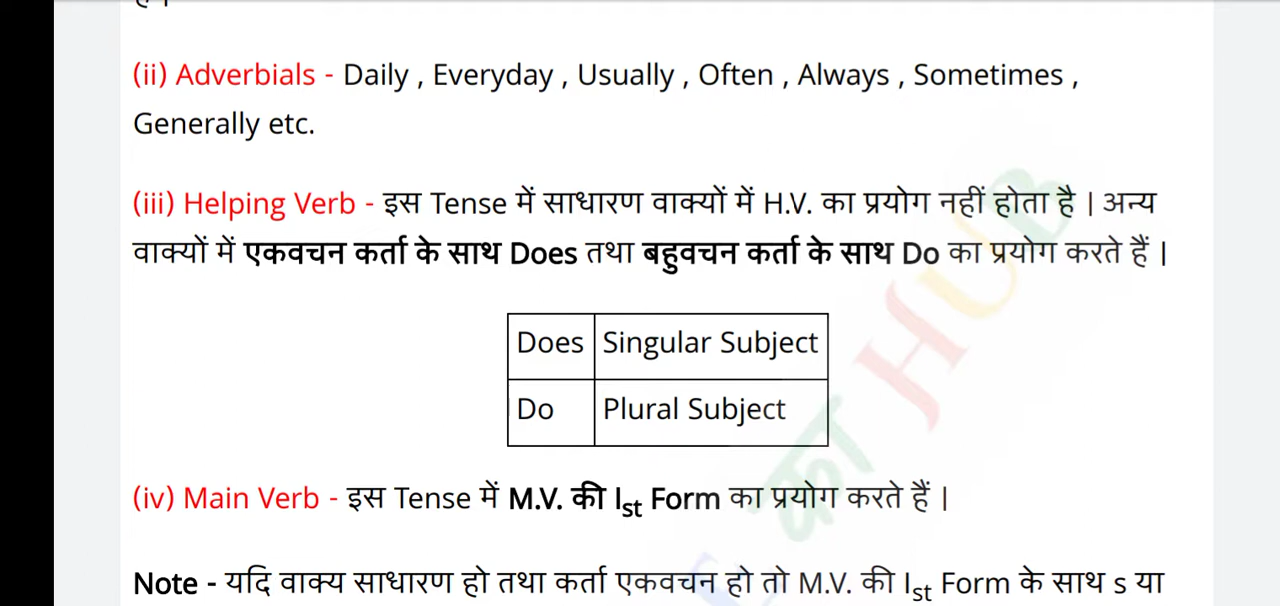 (ii) Adverbials - Daily , Everyday , Usually , Often , Always , Sometimes ,
Generally etc.
(iii) Helping Verb - इस Tense में साधारण वाक्यों में H.V. का प्रयोग नहीं होता है | अन्य
वाक्यों में एकवचन कर्ता के साथ Does तथा बहुवचन कर्ता के साथ Do का प्रयोग करते हैं |
Does Singular Subject
Do Plural Subject
(iv) Main Verb - इस Tense में M.V. की Ist Form का प्रयोग करते हैं |
Note - यदि वाक्य साधारण हो तथा कर्ता एकवचन हो तो M.V. की Ist Form के साथ s या
का HUB